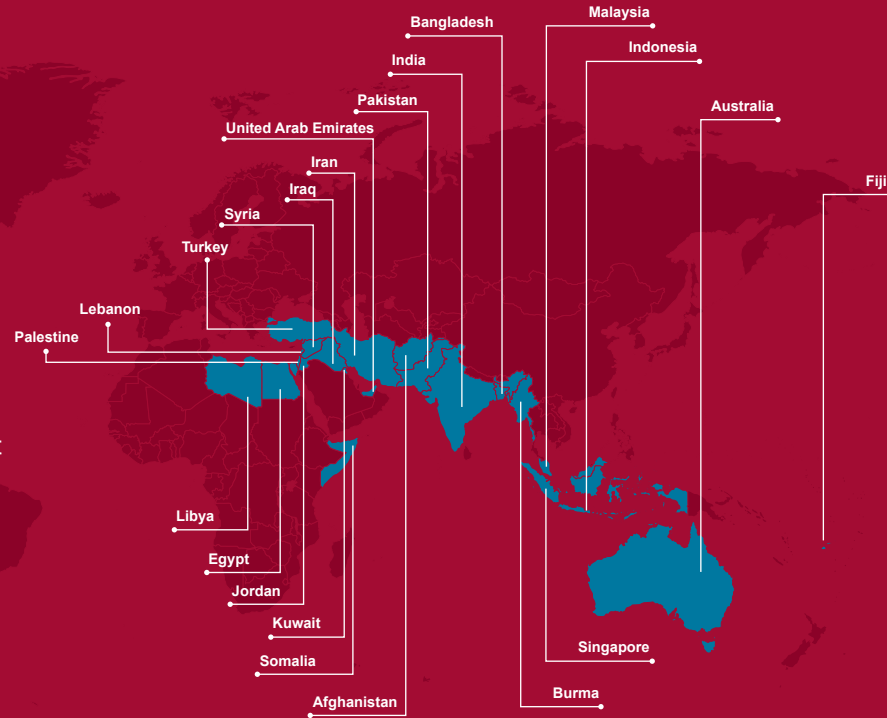 Malaysia
Bangladesh
Indonesia
India
Pakistan
Australia
United Arab Emirates
Iran
Fiji
Iraq
Syria
Turkey
Lebanon
Palestine
Libya
Egypt
Jordan
Kuwait
Singapore
Somalia
Burma
Afghanistan